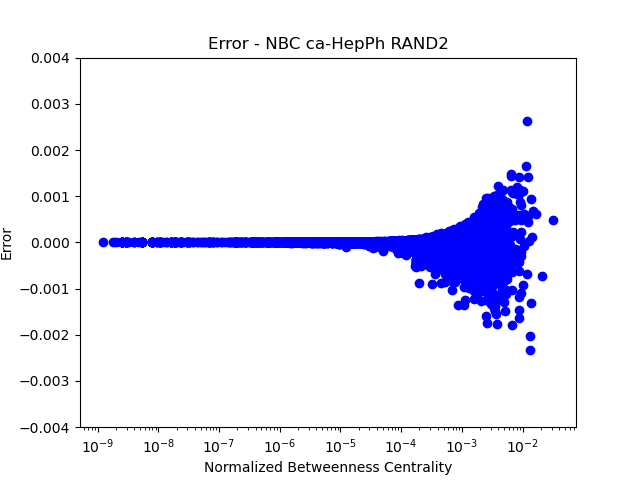 Error - NBC ca-HepPh RAND2
0.004
0.003
0.002
0.001
0.000
−0.001
−0.002
−0.003
−0.004
Error
10⁻⁹ 10⁻⁸ 10⁻⁷ 10⁻⁶ 10⁻⁵ 10⁻⁴ 10⁻³ 10⁻²
Normalized Betweenness Centrality